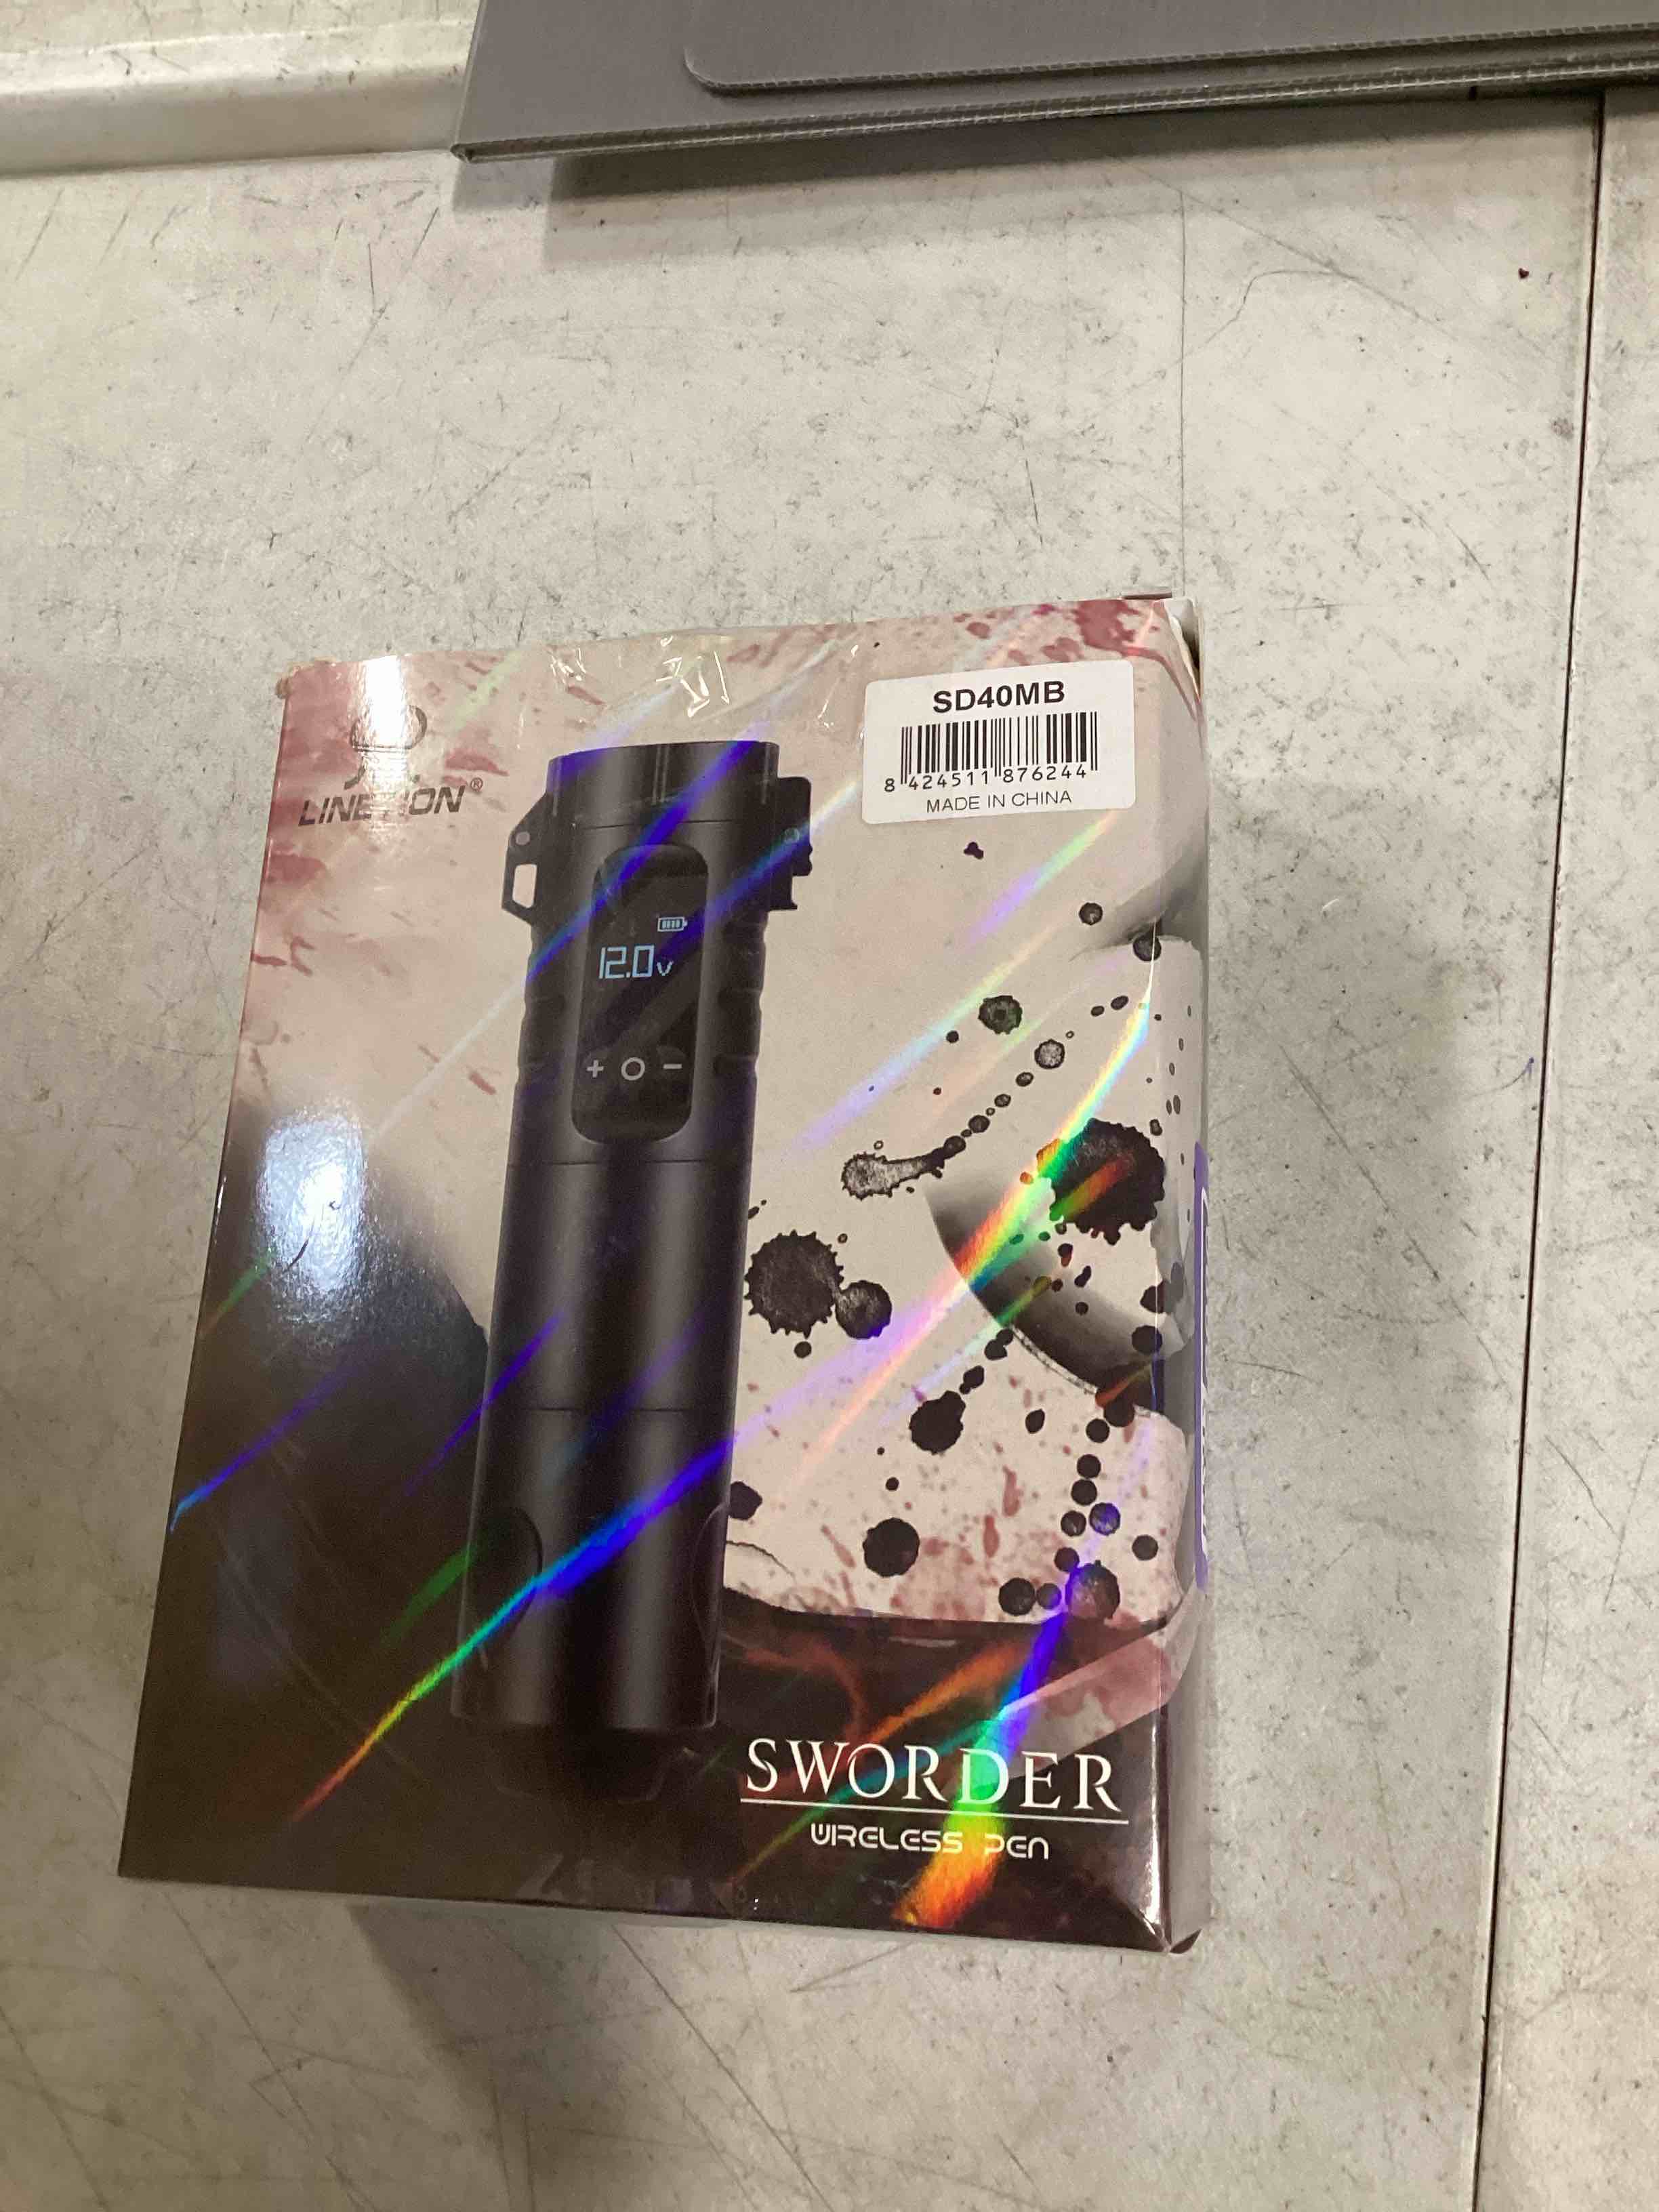 SD40MB
8 424511 876244
MADE IN CHINA
®
12.0v
+ O −
SWORDER
WIRELESS PEN